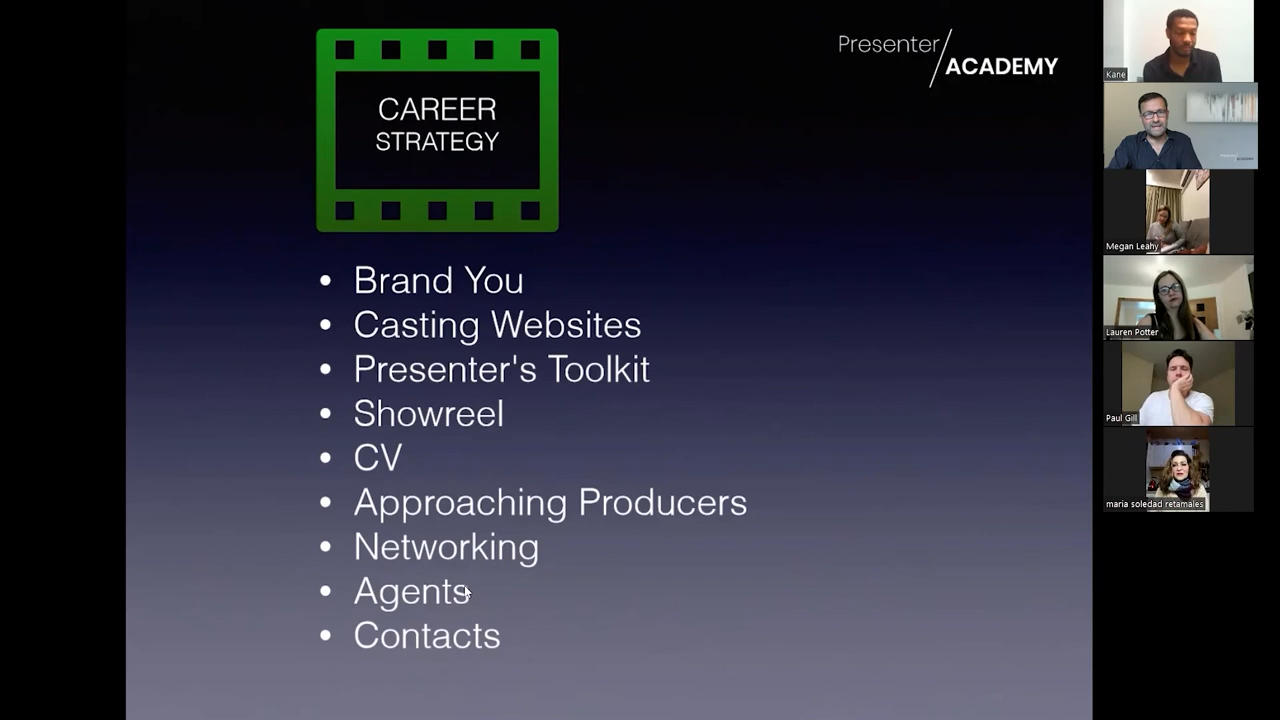 CAREER
STRATEGY
Presenter
ACADEMY
• Brand You
• Casting Websites
• Presenter's Toolkit
• Showreel
• CV
• Approaching Producers
• Networking
• Agents
• Contacts
Kane
Megan Leahy
Lauren Potter
Paul Gill
maria soledad retamales